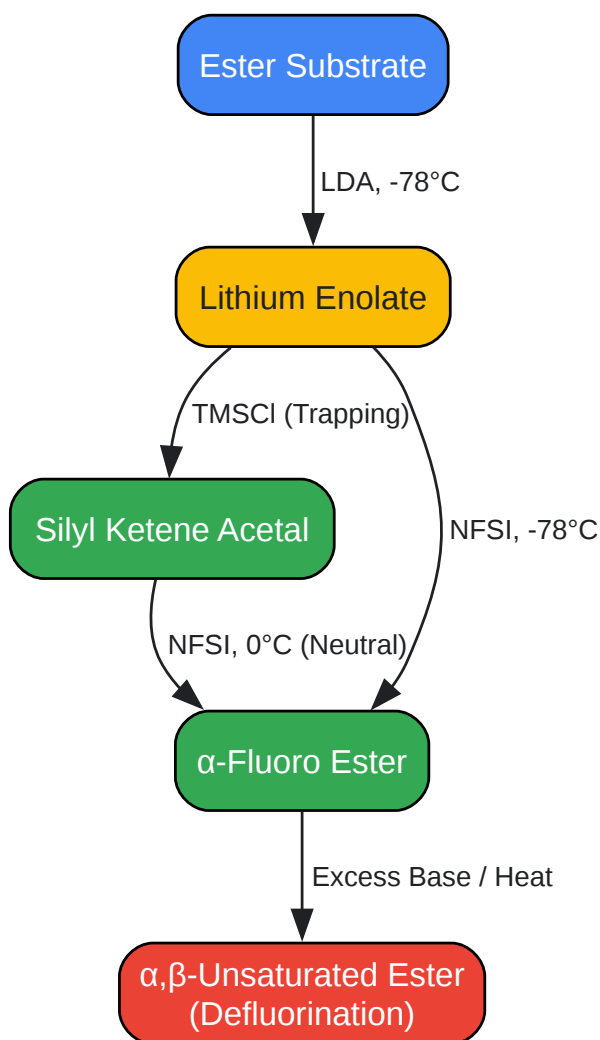 Ester Substrate
LDA, -78°C
Lithium Enolate
TMSCl (Trapping)
Silyl Ketene Acetal
NFSI, -78°C
NFSI, 0°C (Neutral)
α-Fluoro Ester
Excess Base / Heat
α,β-Unsaturated Ester
(Defluorination)